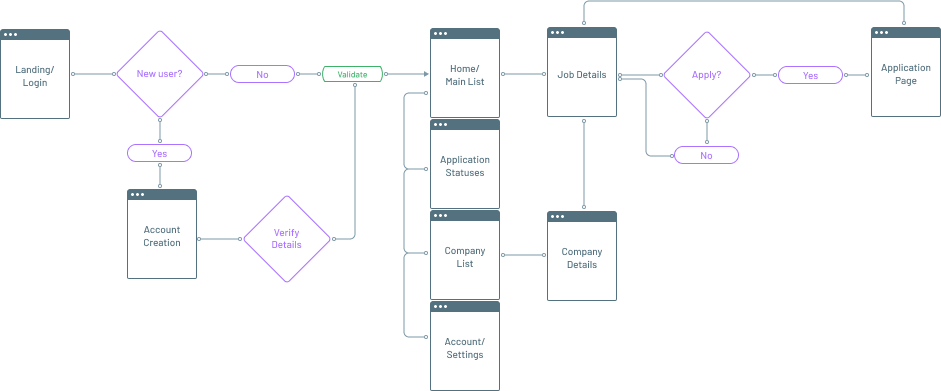 Landing/
Login
New user?
No
Validate
Yes
Account
Creation
Verify
Details
Home/
Main List
Application
Statuses
Company
List
Account/
Settings
Job Details
Company
Details
Apply?
Yes
No
Application
Page